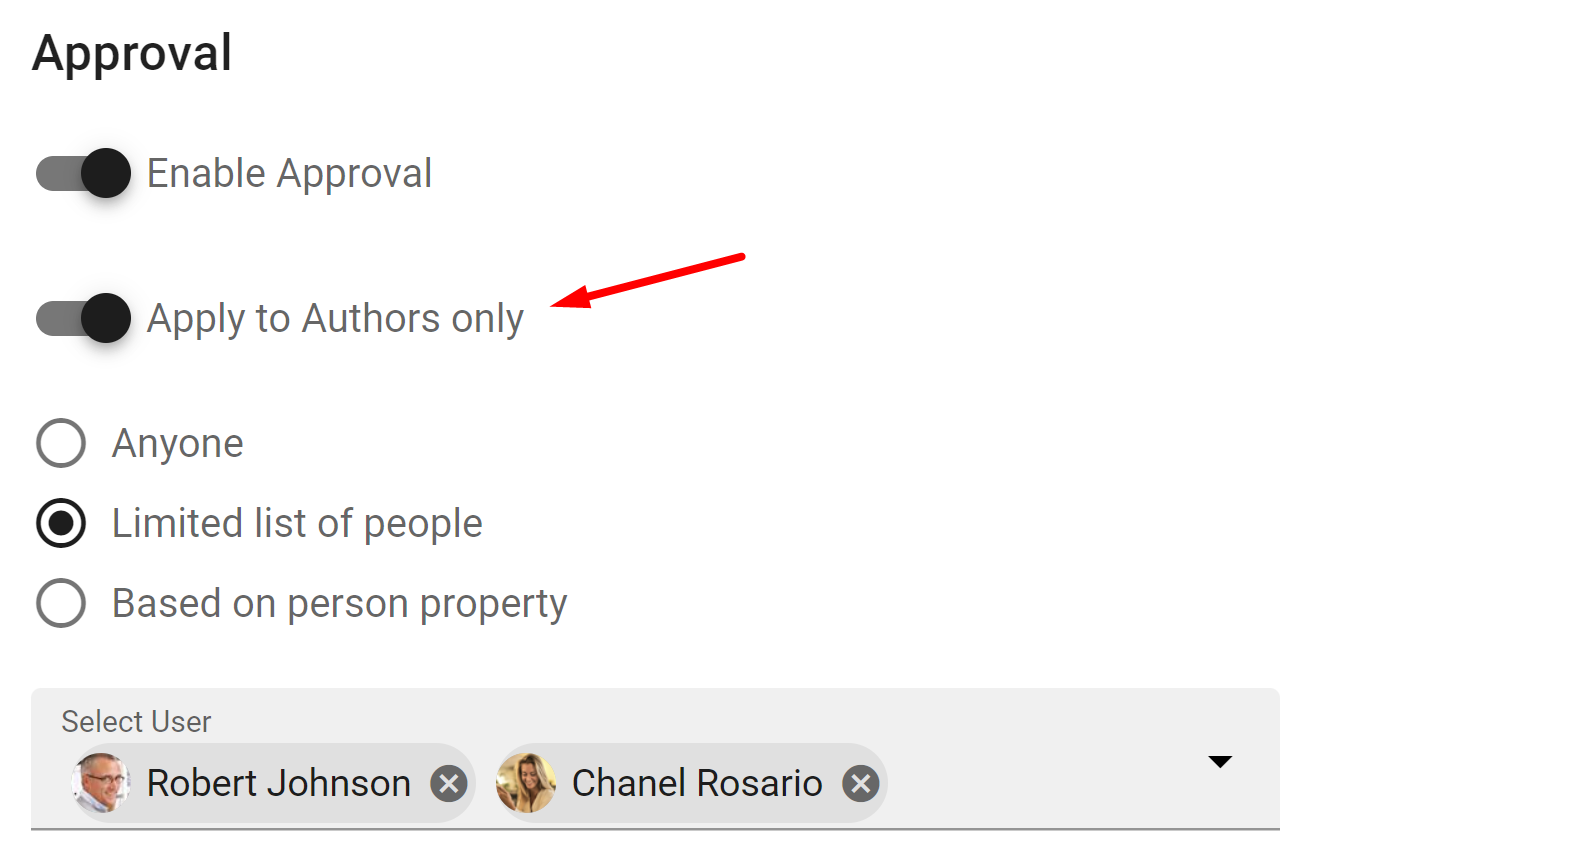 Approval
Enable Approval
Apply to Authors only
Anyone
Limited list of people
Based on person property
Select User
Robert Johnson Chanel Rosario